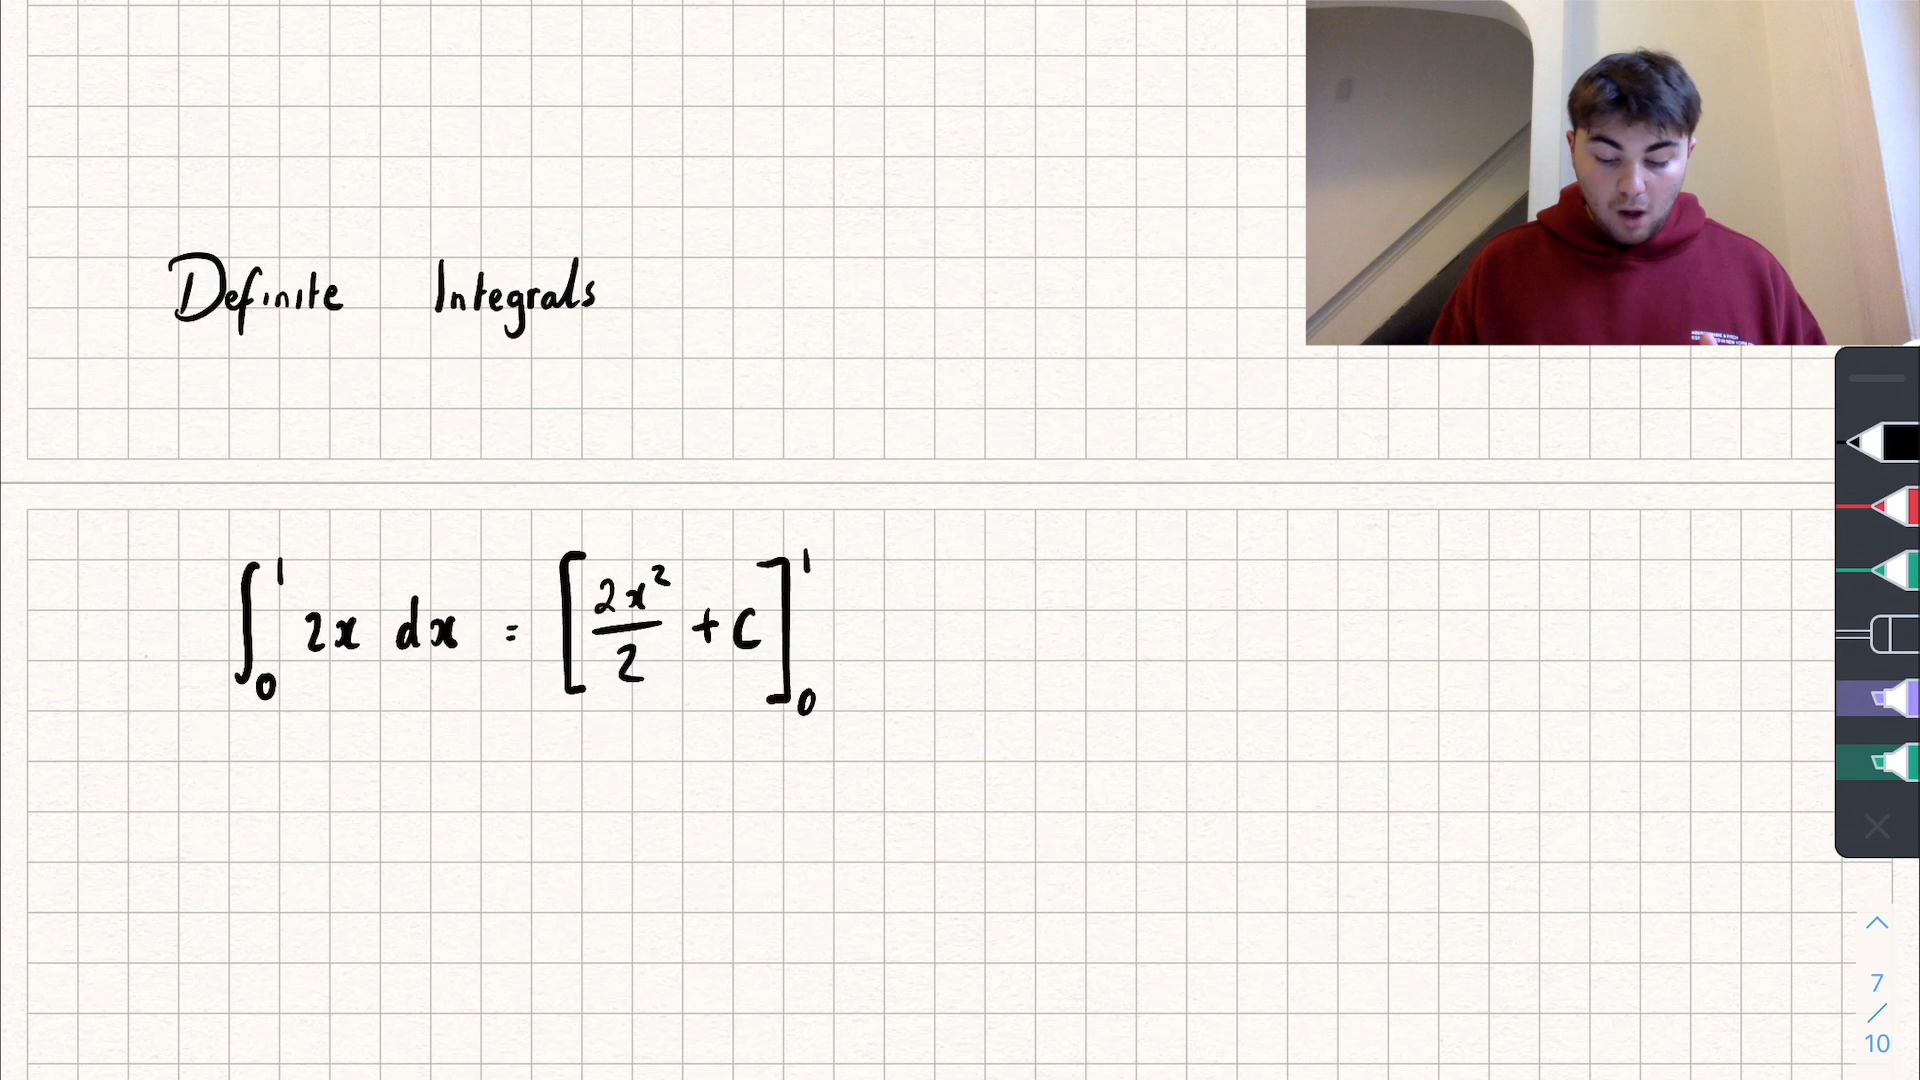 Definite Integrals
∫₀¹ 2x dx = [2x²/2 + C]₀¹
7
/
10